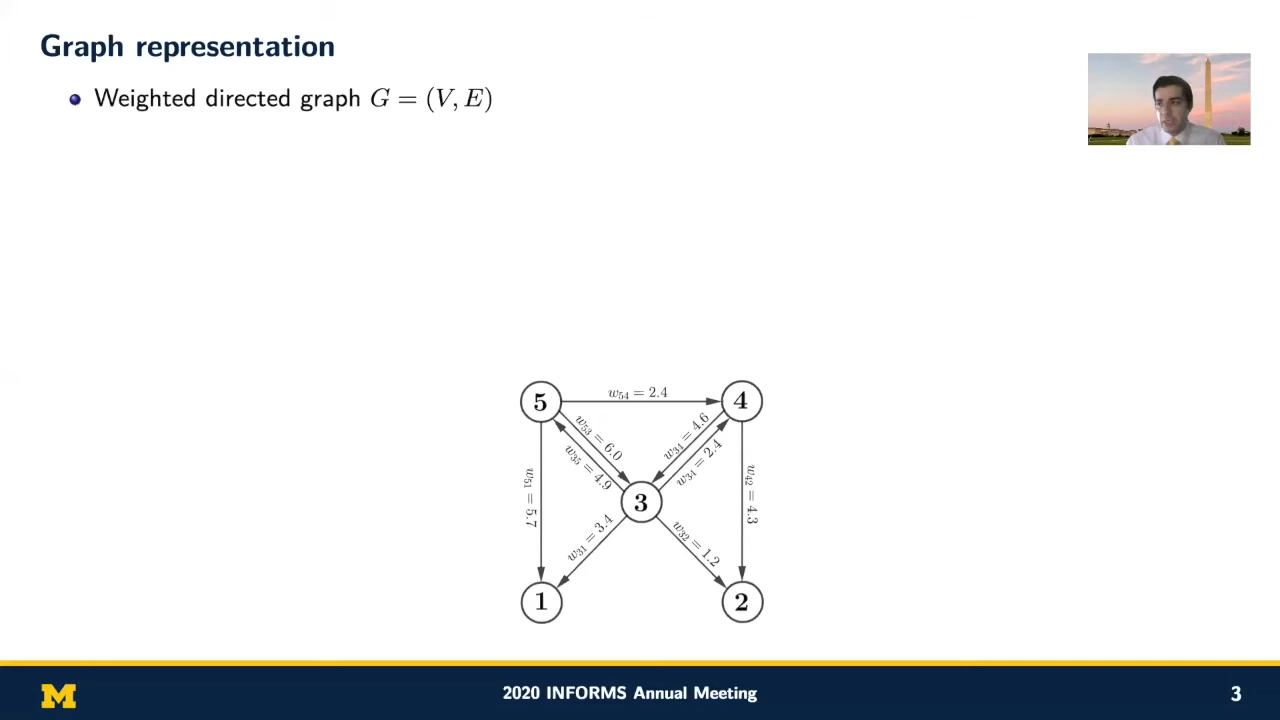 Graph representation
Weighted directed graph G = (V, E)
5
w54 = 2.4
4
w53 = 6.0
w35 = 4.9
w34 = 4.6
w34 = 2.4
w51 = 5.7
w42 = 4.3
3
w31 = 3.4
w32 = 1.2
1
2
M
2020 INFORMS Annual Meeting
3